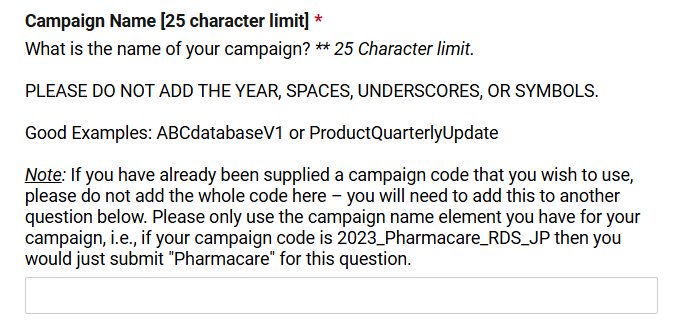 Campaign Name [25 character limit] *
What is the name of your campaign? ** 25 Character limit.
PLEASE DO NOT ADD THE YEAR, SPACES, UNDERSCORES, OR SYMBOLS.
Good Examples: ABCdatabaseV1 or ProductQuarterlyUpdate
Note: If you have already been supplied a campaign code that you wish to use,
please do not add the whole code here – you will need to add this to another
question below. Please only use the campaign name element you have for your
campaign, i.e., if your campaign code is 2023_Pharmacare_RDS_JP then you
would just submit "Pharmacare" for this question.